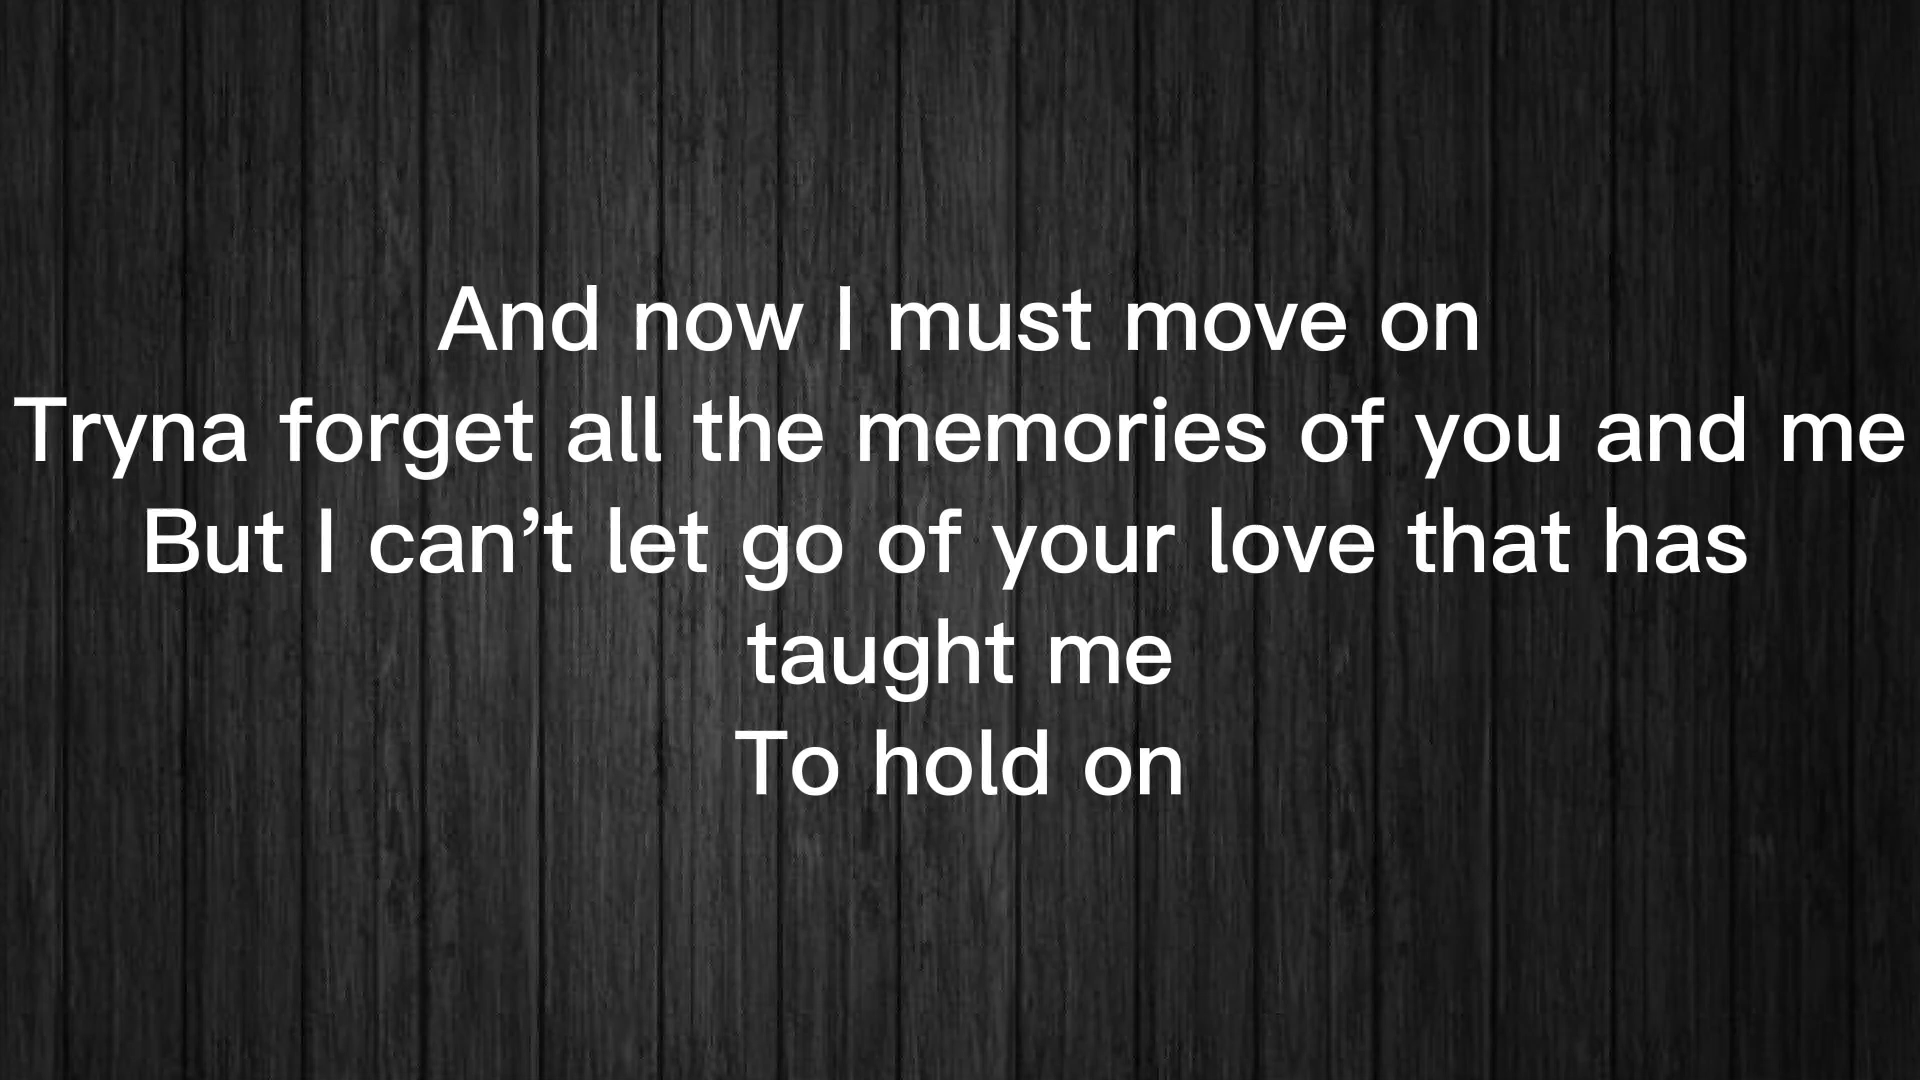 And now I must move on
Tryna forget all the memories of you and me
But I can’t let go of your love that has
taught me
To hold on